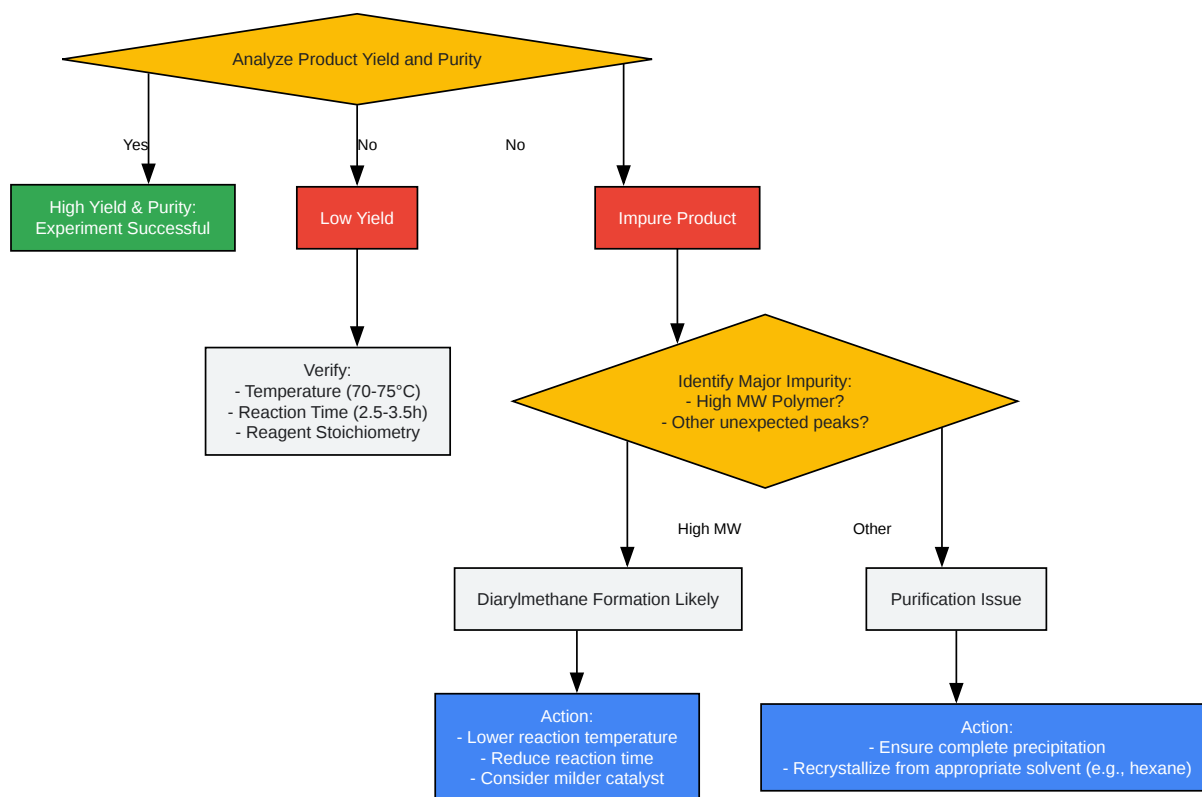 Analyze Product Yield and Purity
Yes
No
No
High Yield & Purity:
Experiment Successful
Low Yield
Impure Product
Verify:
- Temperature (70-75°C)
- Reaction Time (2.5-3.5h)
- Reagent Stoichiometry
Identify Major Impurity:
- High MW Polymer?
- Other unexpected peaks?
High MW
Other
Diarylmethane Formation Likely
Purification Issue
Action:
- Lower reaction temperature
- Reduce reaction time
- Consider milder catalyst
Action:
- Ensure complete precipitation
- Recrystallize from appropriate solvent (e.g., hexane)